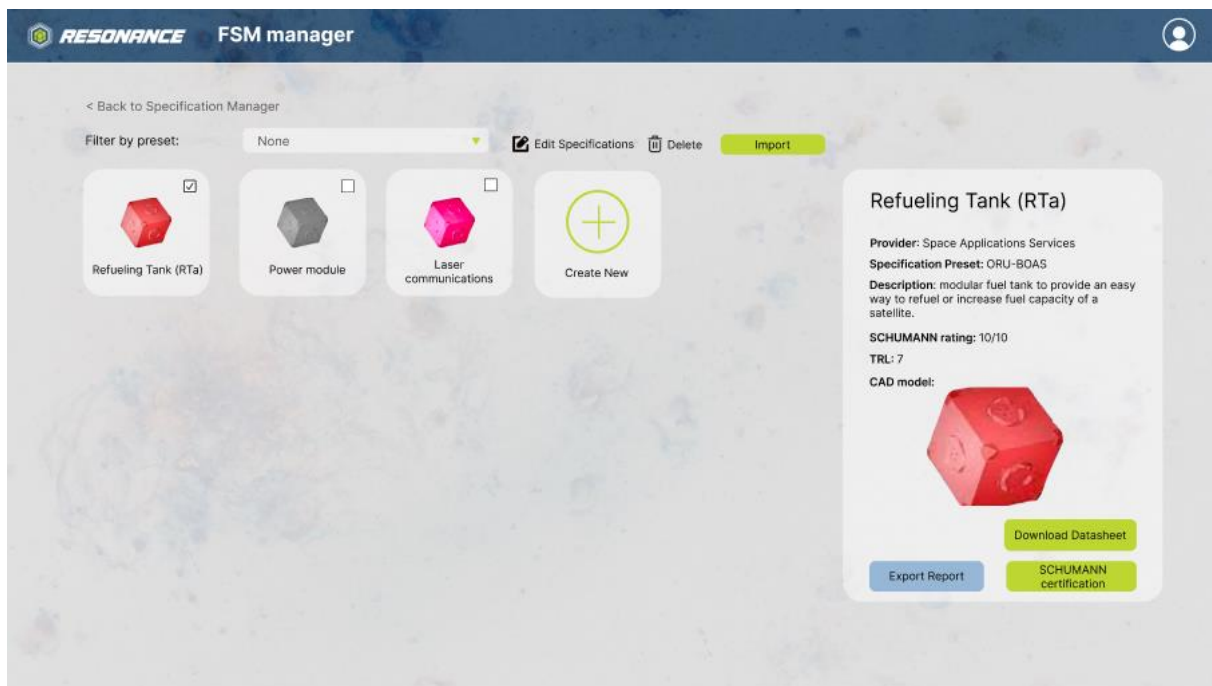 RESONANCE FSM manager
< Back to Specification Manager
Filter by preset: None Edit Specifications Delete Import
Refueling Tank (RTa)
Power module
Laser
communications
Create New
Refueling Tank (RTa)
Provider: Space Applications Services
Specification Preset: ORU-BOAS
Description: modular fuel tank to provide an easy
way to refuel or increase fuel capacity of a
satellite.
SCHUMANN rating: 10/10
TRL: 7
CAD model:
Download Datasheet
Export Report
SCHUMANN
certification